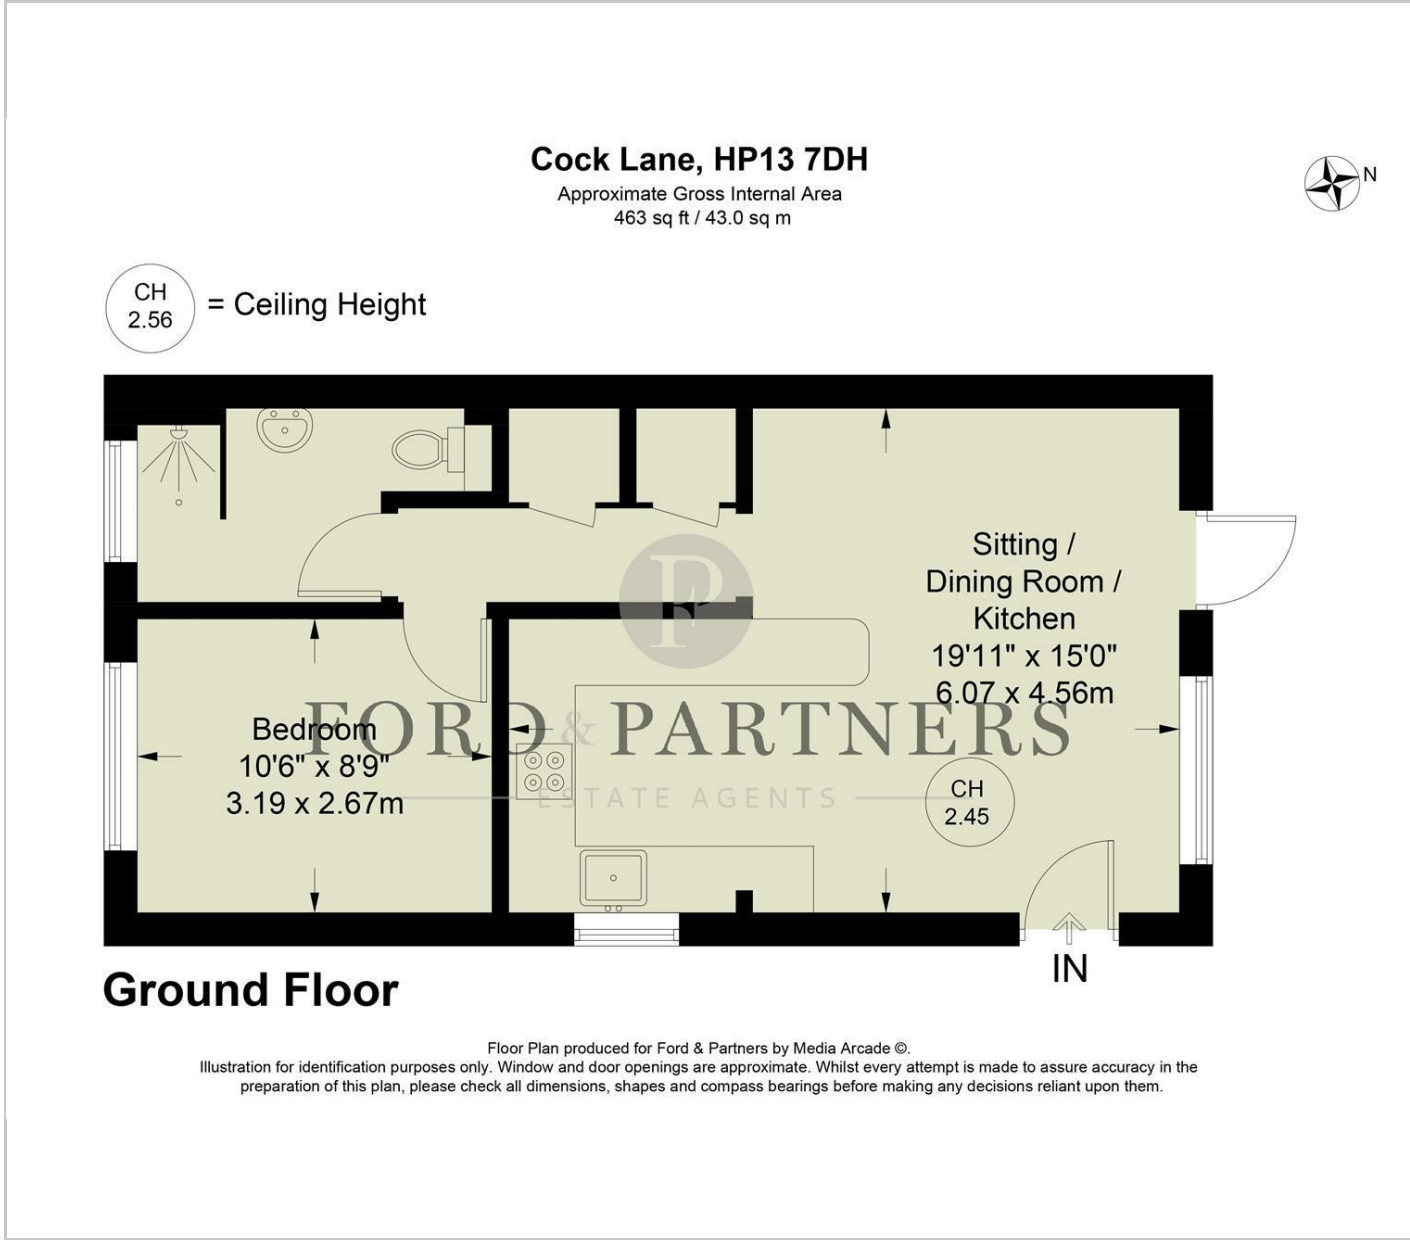 Cock Lane, HP13 7DH
Approximate Gross Internal Area
463 sq ft / 43.0 sq m
N
CH
2.56
= Ceiling Height
Sitting /
Dining Room /
Kitchen
19'11" x 15'0"
6.07 x 4.56m
FP
FORD & PARTNERS
ESTATE AGENTS
Bedroom
10'6" x 8'9"
3.19 x 2.67m
CH
2.45
IN
Ground Floor
Floor Plan produced for Ford & Partners by Media Arcade ©.
Illustration for identification purposes only. Window and door openings are approximate. Whilst every attempt is made to assure accuracy in the
preparation of this plan, please check all dimensions, shapes and compass bearings before making any decisions reliant upon them.